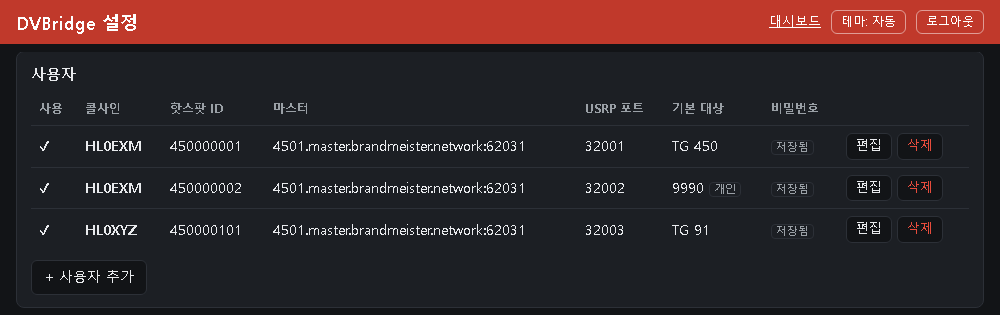 DVBridge 설정 대시보드 테마: 자동 로그아웃
사용자
사용 콜사인 핫스팟 ID 마스터 USRP 포트 기본 대상 비밀번호
✓ HL0EXM 450000001 4501.master.brandmeister.network:62031 32001 TG 450 저장됨 편집 삭제
✓ HL0EXM 450000002 4501.master.brandmeister.network:62031 32002 9990 개인 저장됨 편집 삭제
✓ HL0XYZ 450000101 4501.master.brandmeister.network:62031 32003 TG 91 저장됨 편집 삭제
+ 사용자 추가